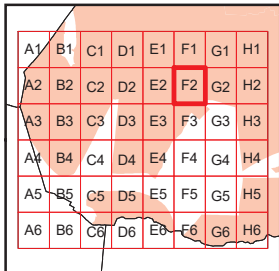 A1 B1 C1 D1 E1 F1 G1 H1
A2 B2 C2 D2 E2 F2 G2 H2
A3 B3 C3 D3 E3 F3 G3 H3
A4 B4 C4 D4 E4 F4 G4 H4
A5 B5 C5 D5 E5 F5 G5 H5
A6 B6 C6 D6 E6 F6 G6 H6